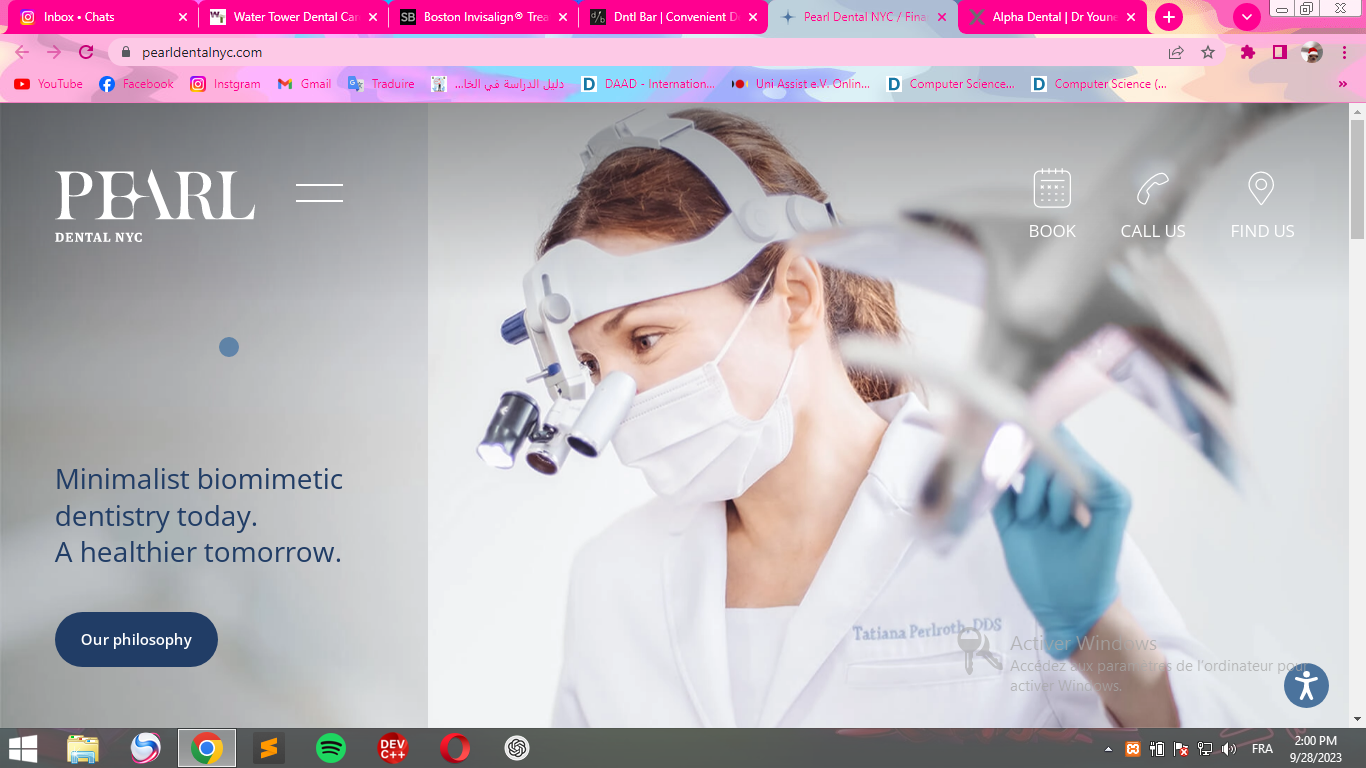 Inbox • Chats
Water Tower Dental Car
Boston Invisalign® Trea
Dntl Bar | Convenient D
Pearl Dental NYC / Fina
Alpha Dental | Dr Youne
pearldentalnyc.com
YouTube
Facebook
Instgram
Gmail
Traduire
دليل الدراسة في الخا...
DAAD - Internation...
Uni Assist e.V. Onlin...
Computer Science...
Computer Science (...
PEARL
DENTAL NYC
BOOK
CALL US
FIND US
Minimalist biomimetic
dentistry today.
A healthier tomorrow.
Our philosophy
Tatiana Perlroth, DDS
Activer Windows
Accédez aux paramètres de l'ordinateur pour
activer Windows.
DEV
C++
FRA
2:00 PM
9/28/2023